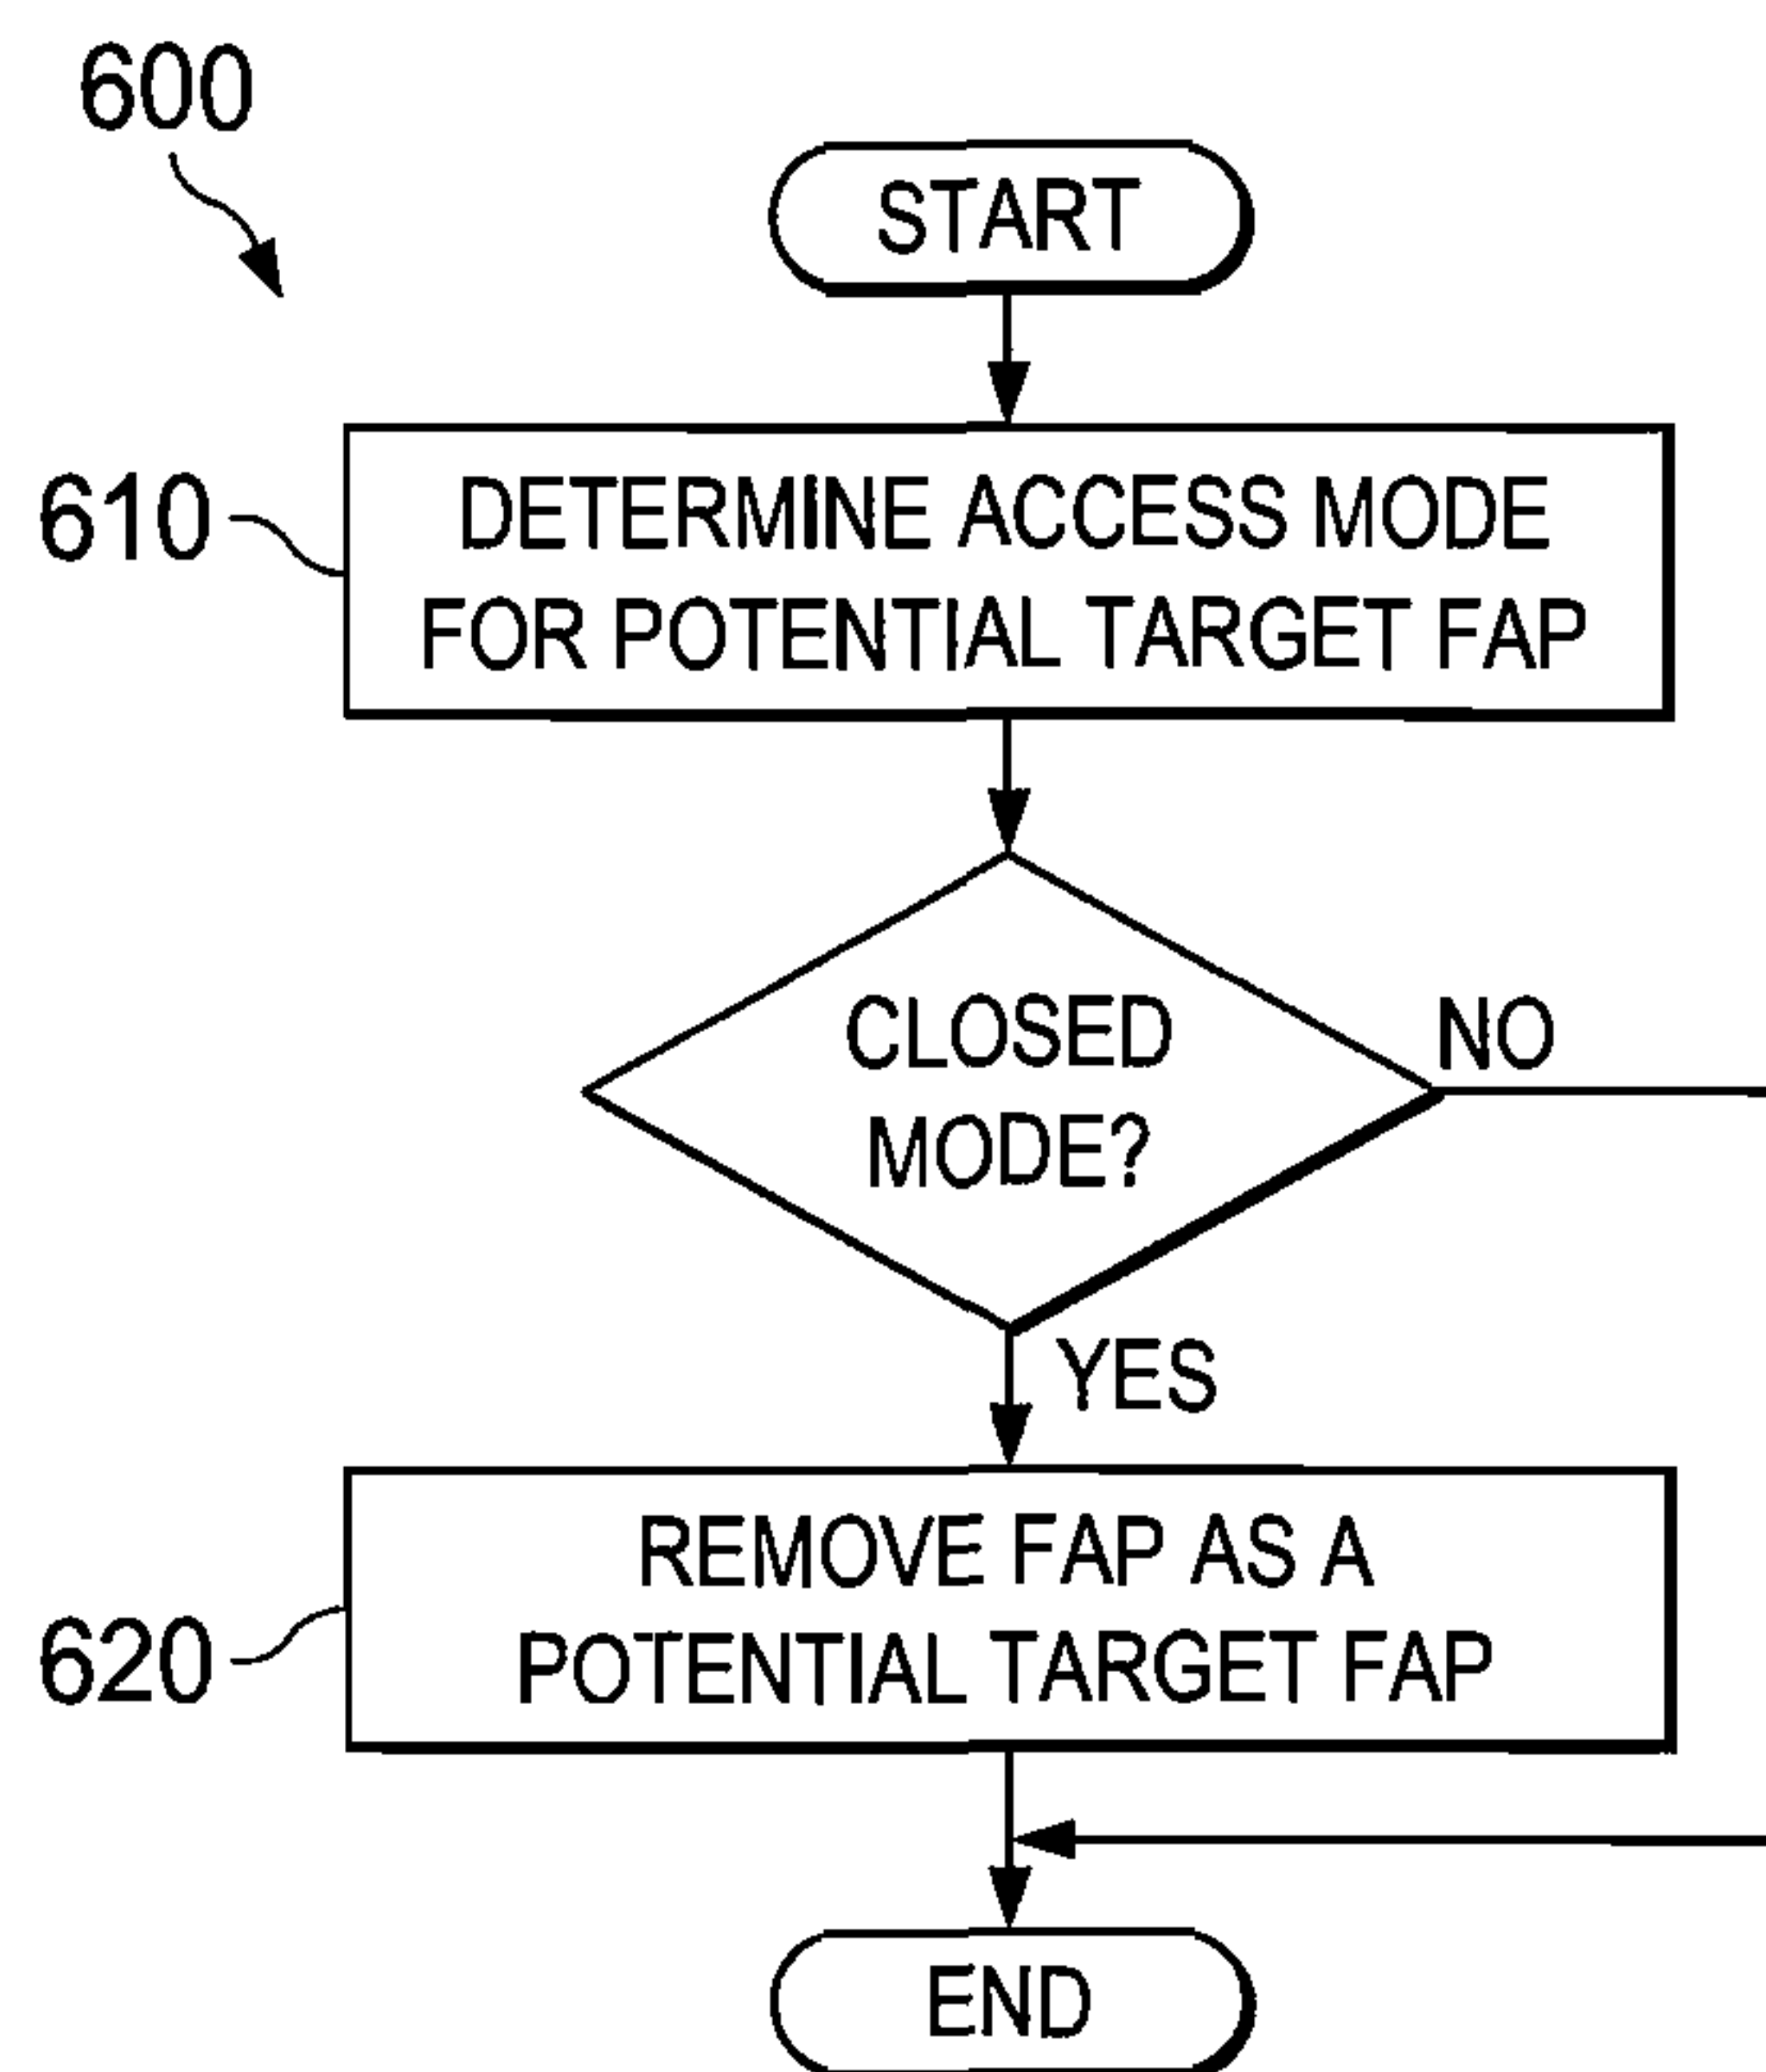 600
START
610
DETERMINE ACCESS MODE
FOR POTENTIAL TARGET FAP
CLOSED
MODE?
NO
YES
620
REMOVE FAP AS A
POTENTIAL TARGET FAP
END